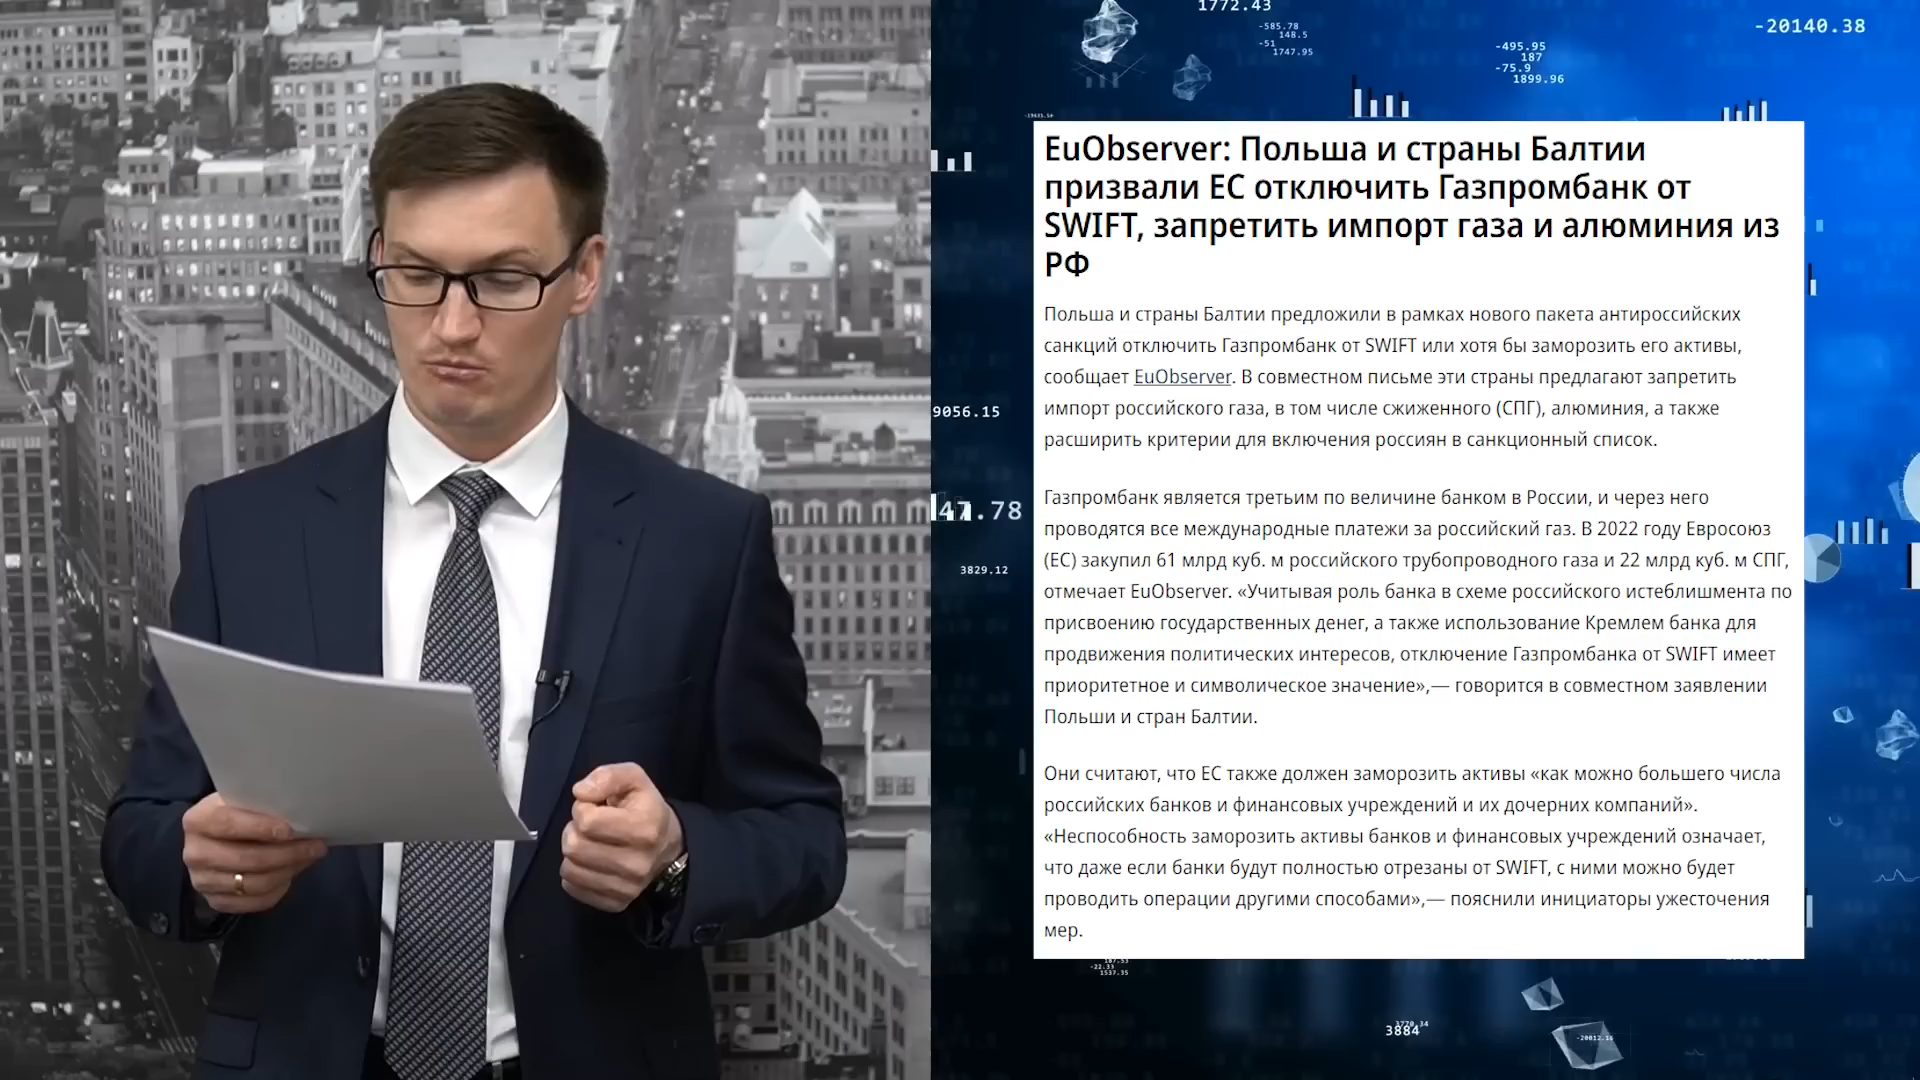 1772.43
-585.78
148.5
-51
1747.95
-495.95
187
-75.9
1899.96
-20140.38
EuObserver: Польша и страны Балтии
призвали ЕС отключить Газпромбанк от
SWIFT, запретить импорт газа и алюминия из
РФ
Польша и страны Балтии предложили в рамках нового пакета антироссийских
санкций отключить Газпромбанк от SWIFT или хотя бы заморозить его активы,
сообщает EuObserver. В совместном письме эти страны предлагают запретить
импорт российского газа, в том числе сжиженного (СПГ), алюминия, а также
расширить критерии для включения россиян в санкционный список.
Газпромбанк является третьим по величине банком в России, и через него
проводятся все международные платежи за российский газ. В 2022 году Евросоюз
(ЕС) закупил 61 млрд куб. м российского трубопроводного газа и 22 млрд куб. м СПГ,
отмечает EuObserver. «Учитывая роль банка в схеме российского истеблишмента по
присвоению государственных денег, а также использование Кремлем банка для
продвижения политических интересов, отключение Газпромбанка от SWIFT имеет
приоритетное и символическое значение»,— говорится в совместном заявлении
Польши и стран Балтии.
Они считают, что ЕС также должен заморозить активы «как можно большего числа
российских банков и финансовых учреждений и их дочерних компаний».
«Неспособность заморозить активы банков и финансовых учреждений означает,
что даже если банки будут полностью отрезаны от SWIFT, с ними можно будет
проводить операции другими способами»,— пояснили инициаторы ужесточения
мер.
9056.15
47.78
3829.12
-22.33
1537.35
3884